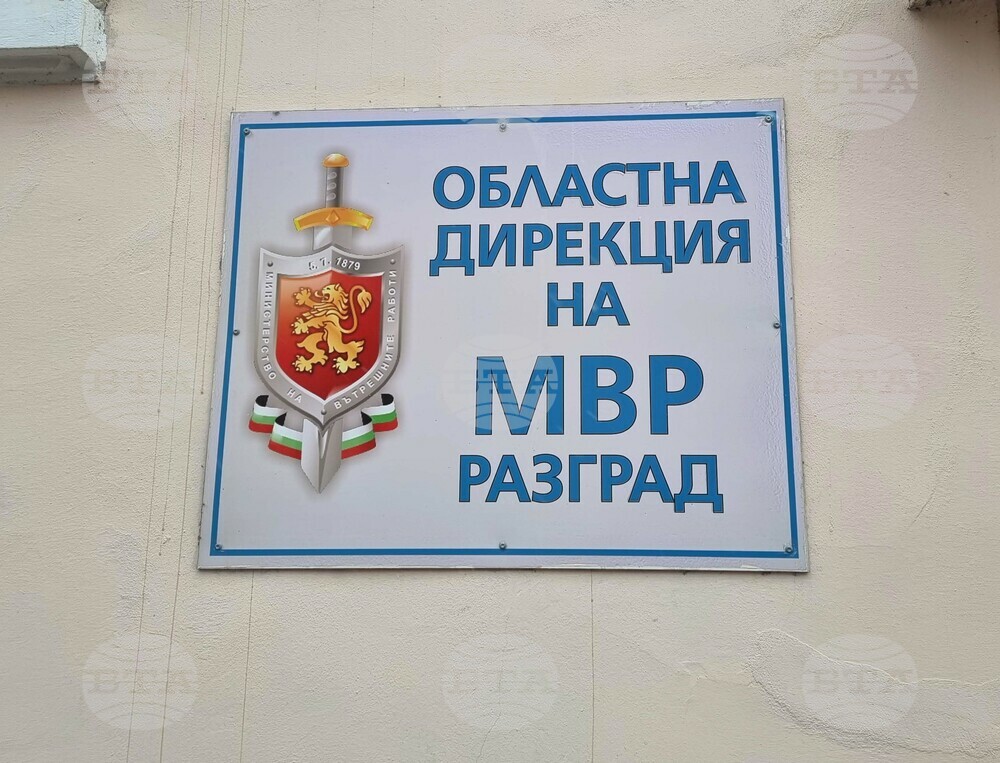 ОБЛАСТНА
ДИРЕКЦИЯ
НА
МВР
РАЗГРАД
5. 7. 1879
МИНИСТЕРСТВО НА ВЪТРЕШНИТЕ РАБОТИ
БТА